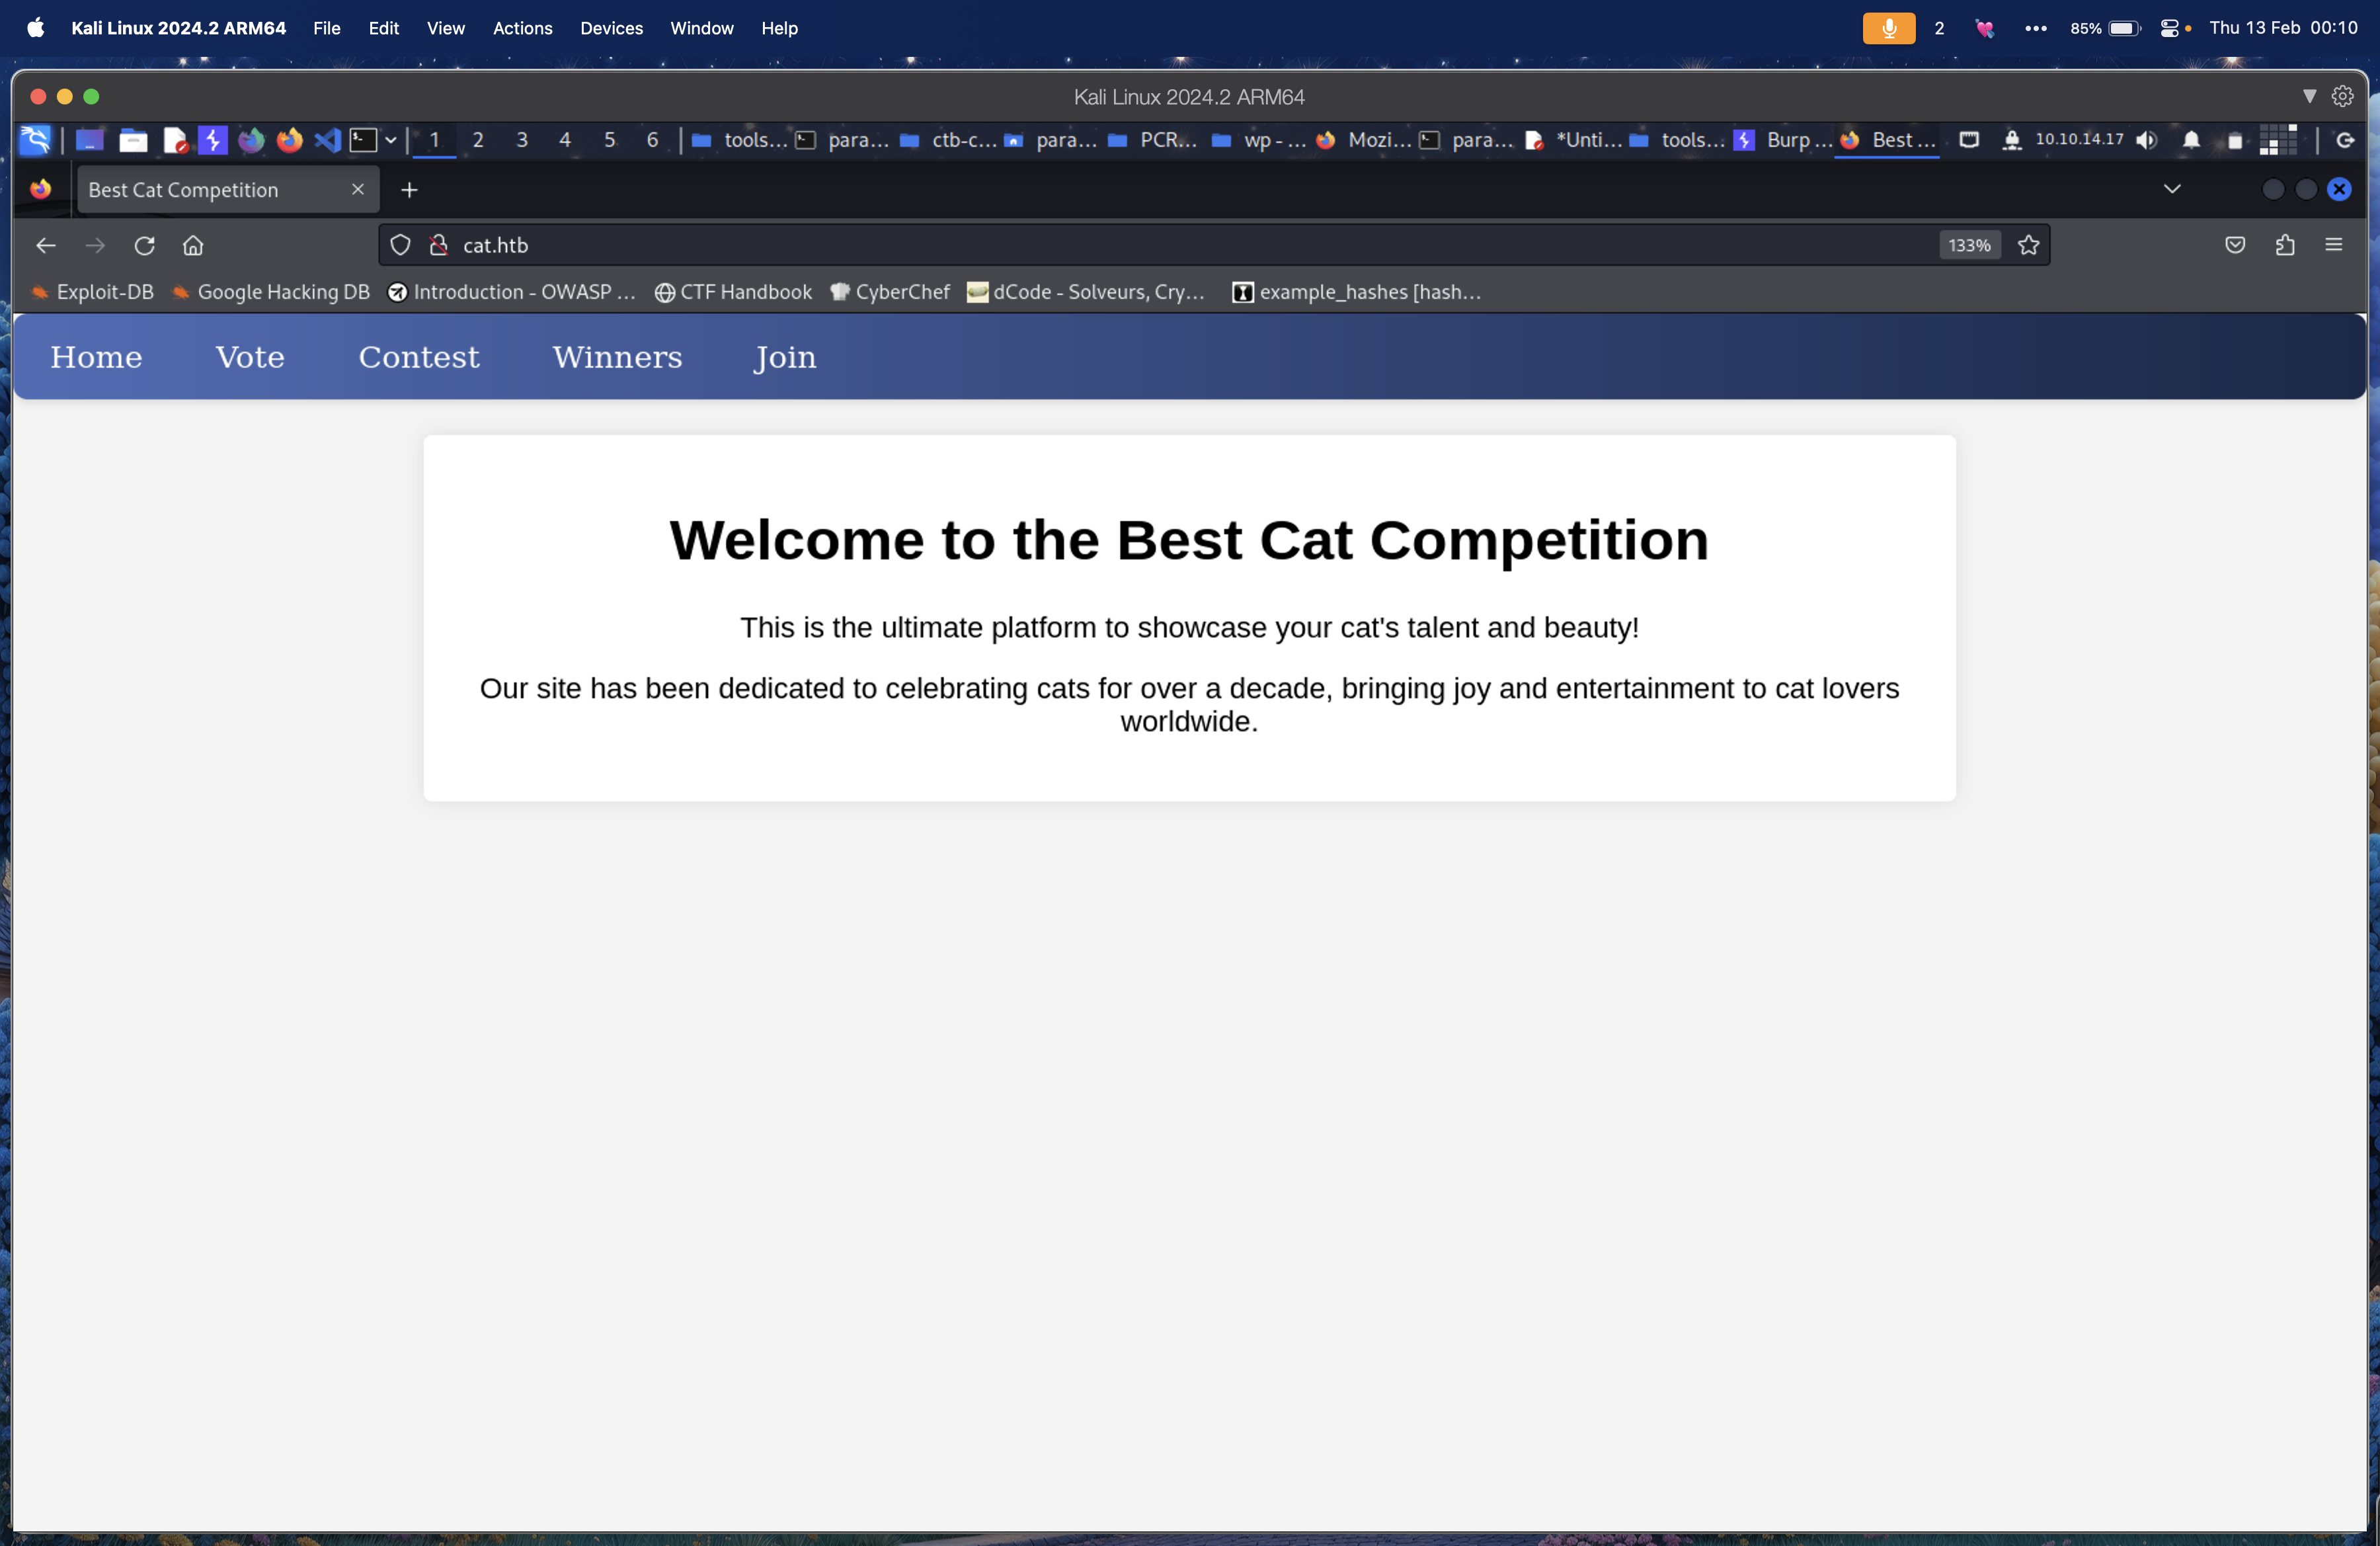 Kali Linux 2024.2 ARM64 File Edit View Actions Devices Window Help 2 85% Thu 13 Feb 00:10
Kali Linux 2024.2 ARM64
1 2 3 4 5 6 tools... para... ctb-c... para... PCR... wp - ... Mozi... para... *Unti... tools... Burp ... Best ... 10.10.14.17
Best Cat Competition
cat.htb 133%
Exploit-DB Google Hacking DB Introduction - OWASP ... CTF Handbook CyberChef dCode - Solveurs, Cry... example_hashes [hash...
Home Vote Contest Winners Join
Welcome to the Best Cat Competition
This is the ultimate platform to showcase your cat's talent and beauty!
Our site has been dedicated to celebrating cats for over a decade, bringing joy and entertainment to cat lovers
worldwide.